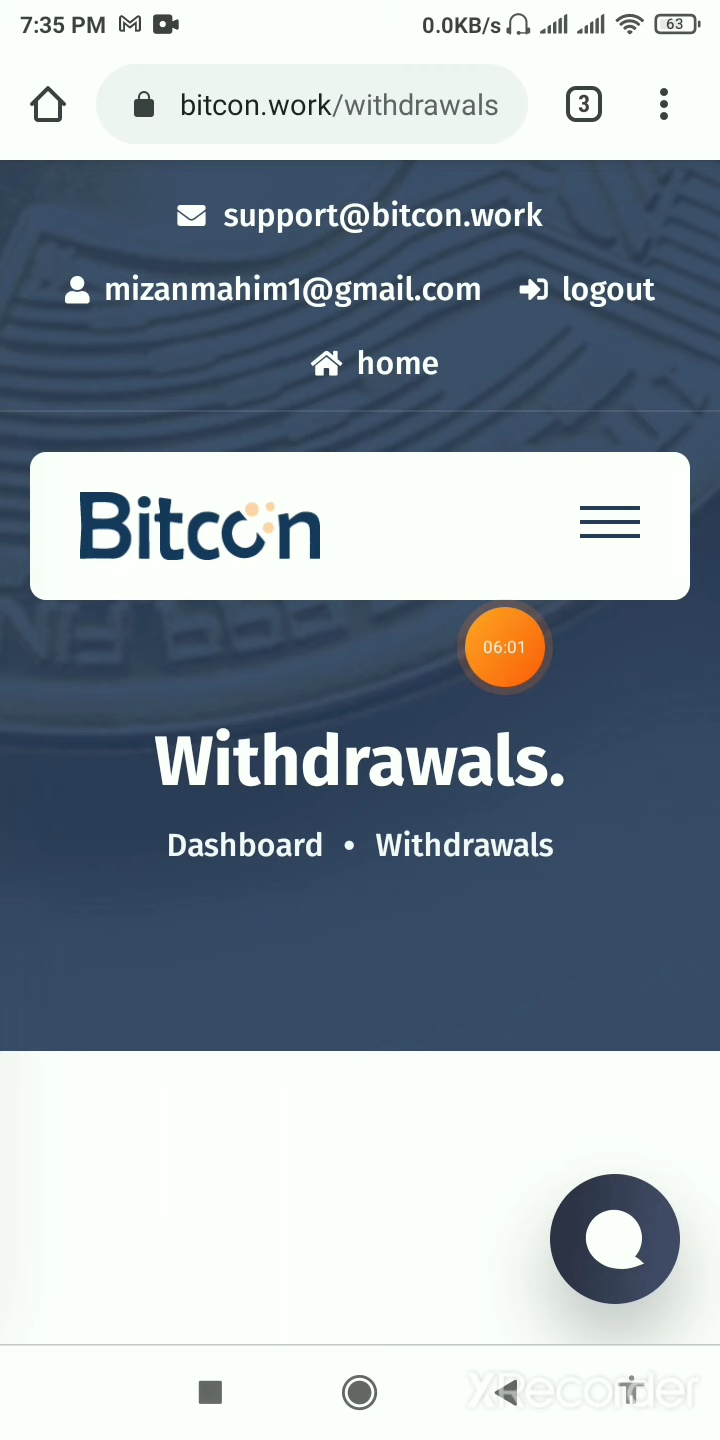 7:35 PM 0.0KB/s 63
bitcon.work/withdrawals 3
support@bitcon.work
mizanmahim1@gmail.com logout
home
Bitcon
06:01
Withdrawals.
Dashboard • Withdrawals
XRecorder